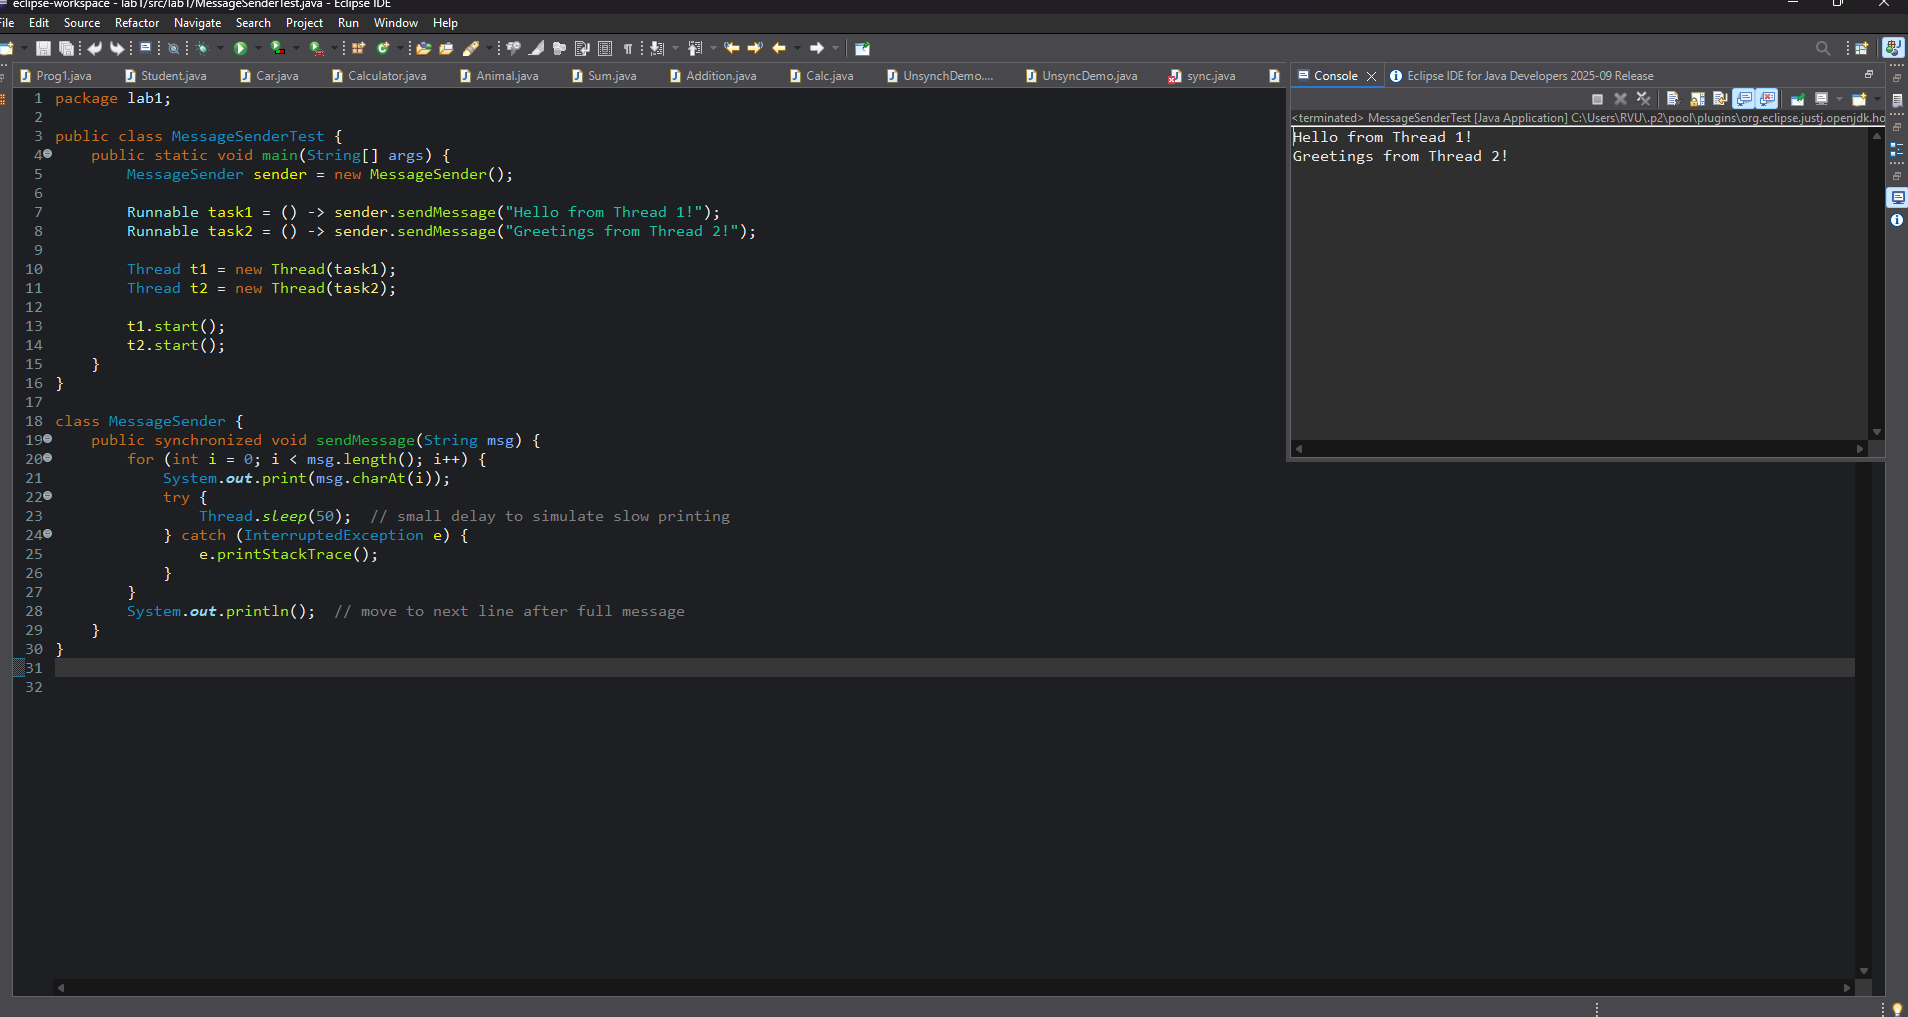 eclipse-workspace - lab1/src/lab1/MessageSenderTest.java - Eclipse IDE
File Edit Source Refactor Navigate Search Project Run Window Help
Prog1.java Student.java Car.java Calculator.java Animal.java Sum.java Addition.java Calc.java UnsynchDemo.... UnsyncDemo.java sync.java
1 package lab1;
2
3 public class MessageSenderTest {
4 public static void main(String[] args) {
5 MessageSender sender = new MessageSender();
6
7 Runnable task1 = () -> sender.sendMessage("Hello from Thread 1!");
8 Runnable task2 = () -> sender.sendMessage("Greetings from Thread 2!");
9
10 Thread t1 = new Thread(task1);
11 Thread t2 = new Thread(task2);
12
13 t1.start();
14 t2.start();
15 }
16 }
17
18 class MessageSender {
19 public synchronized void sendMessage(String msg) {
20 for (int i = 0; i < msg.length(); i++) {
21 System.out.print(msg.charAt(i));
22 try {
23 Thread.sleep(50);  // small delay to simulate slow printing
24 } catch (InterruptedException e) {
25 e.printStackTrace();
26 }
27 }
28 System.out.println();  // move to next line after full message
29 }
30 }
31
32
Console Eclipse IDE for Java Developers 2025-09 Release
<terminated> MessageSenderTest [Java Application] C:\Users\RVU\.p2\pool\plugins\org.eclipse.justj.openjdk.ho
Hello from Thread 1!
Greetings from Thread 2!